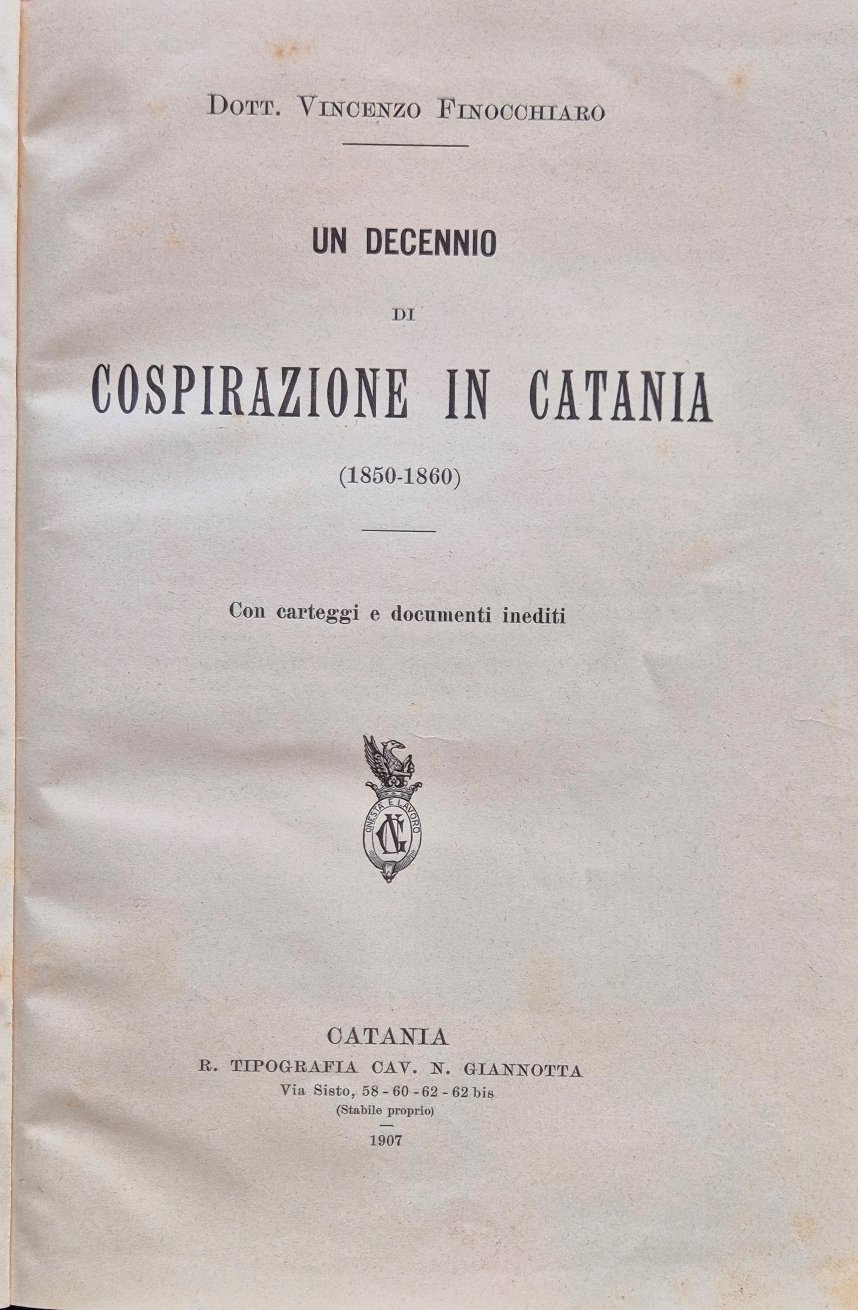 DOTT. VINCENZO FINOCCHIARO
UN DECENNIO
DI
COSPIRAZIONE IN CATANIA
(1850-1860)
Con carteggi e documenti inediti
ONESTÀ E LAVORO
NG
CATANIA
R. TIPOGRAFIA CAV. N. GIANNOTTA
Via Sisto, 58 - 60 - 62 - 62 bis
(Stabile proprio)
1907